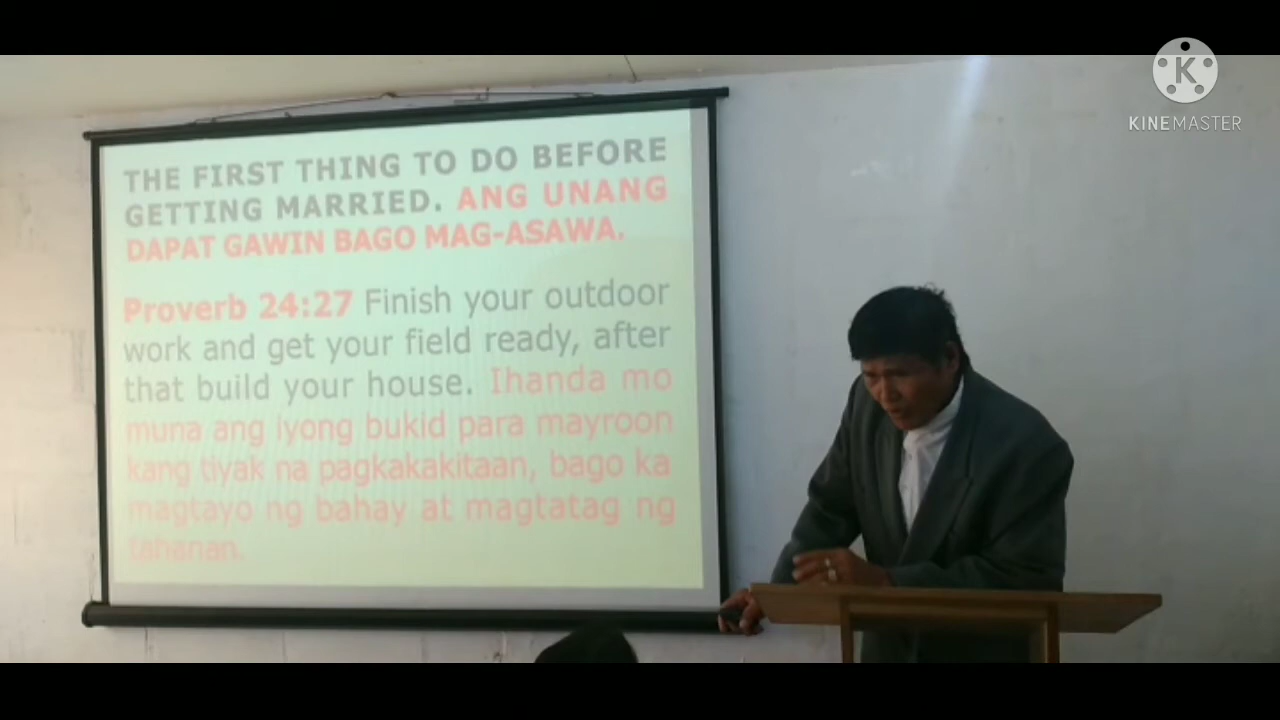 THE FIRST THING TO DO BEFORE
GETTING MARRIED. ANG UNANG
DAPAT GAWIN BAGO MAG-ASAWA.
Proverb 24:27 Finish your outdoor
work and get your field ready, after
that build your house. Ihanda mo
muna ang iyong bukid para mayroon
kang tiyak na pagkakakitaan, bago ka
magtayo ng bahay at magtatag ng
tahanan.
K
KINEMASTER